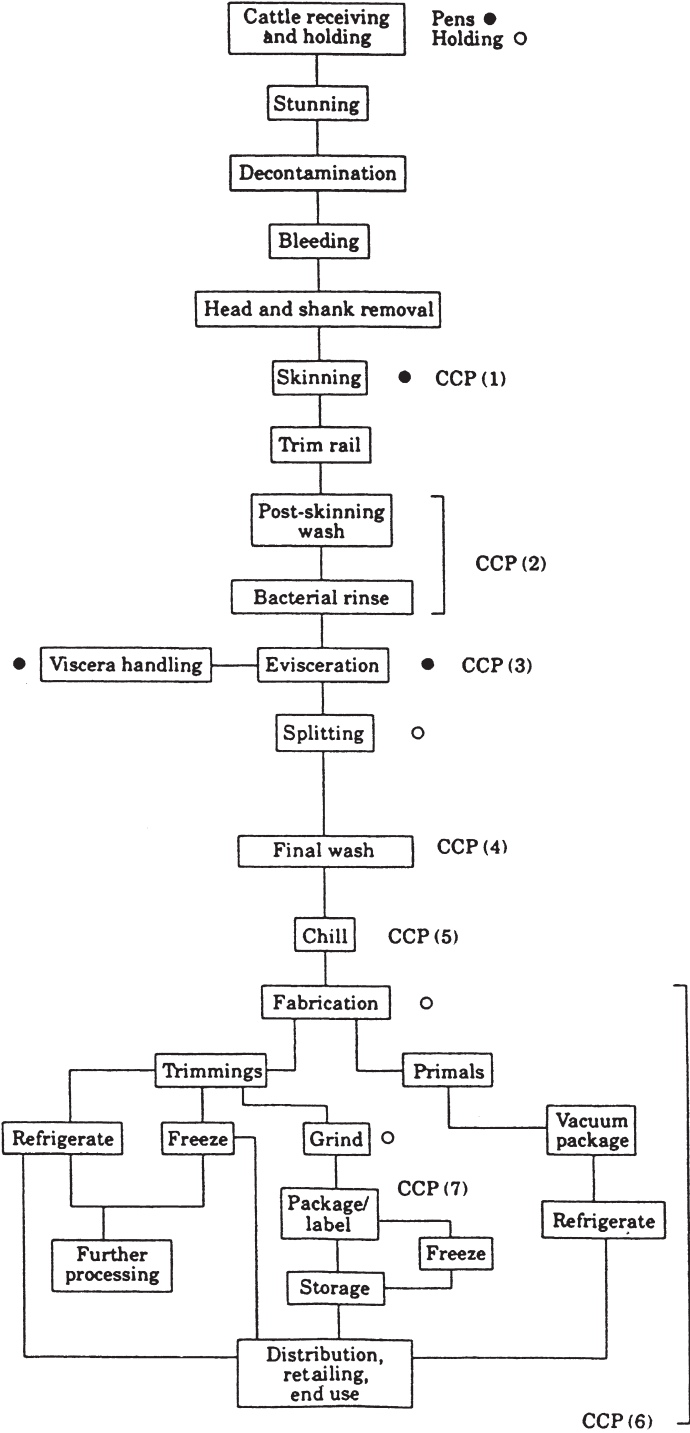 Cattle receiving
and holding
Pens ●
Holding ○
Stunning
Decontamination
Bleeding
Head and shank removal
Skinning
● CCP (1)
Trim rail
Post-skinning
wash
CCP (2)
Bacterial rinse
● Viscera handling
Evisceration
● CCP (3)
Splitting
○
Final wash
CCP (4)
Chill
CCP (5)
Fabrication
○
Trimmings
Primals
Refrigerate
Freeze
Grind
○
Vacuum
package
CCP (7)
Package/
label
Refrigerate
Freeze
Further
processing
Storage
Distribution,
retailing,
end use
CCP (6)